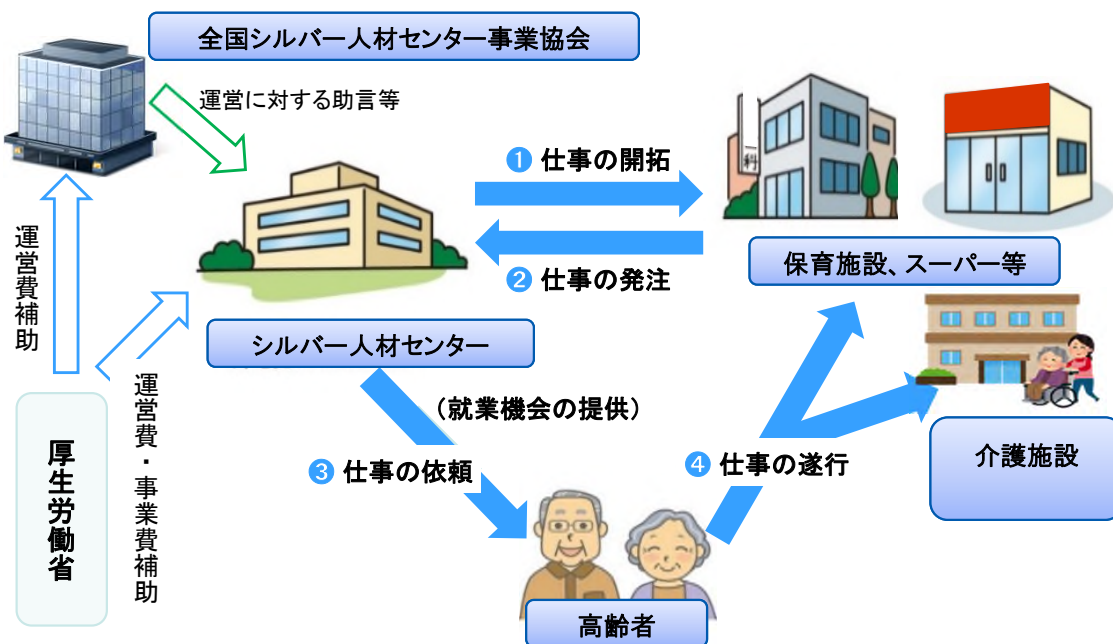 全国シルバー人材センター事業協会
運営に対する助言等
❶ 仕事の開拓
科
❷ 仕事の発注
保育施設、スーパー等
運営費補助
シルバー人材センター
(就業機会の提供)
❸ 仕事の依頼
❹ 仕事の遂行
介護施設
厚生労働省
運営費・事業費補助
高齢者